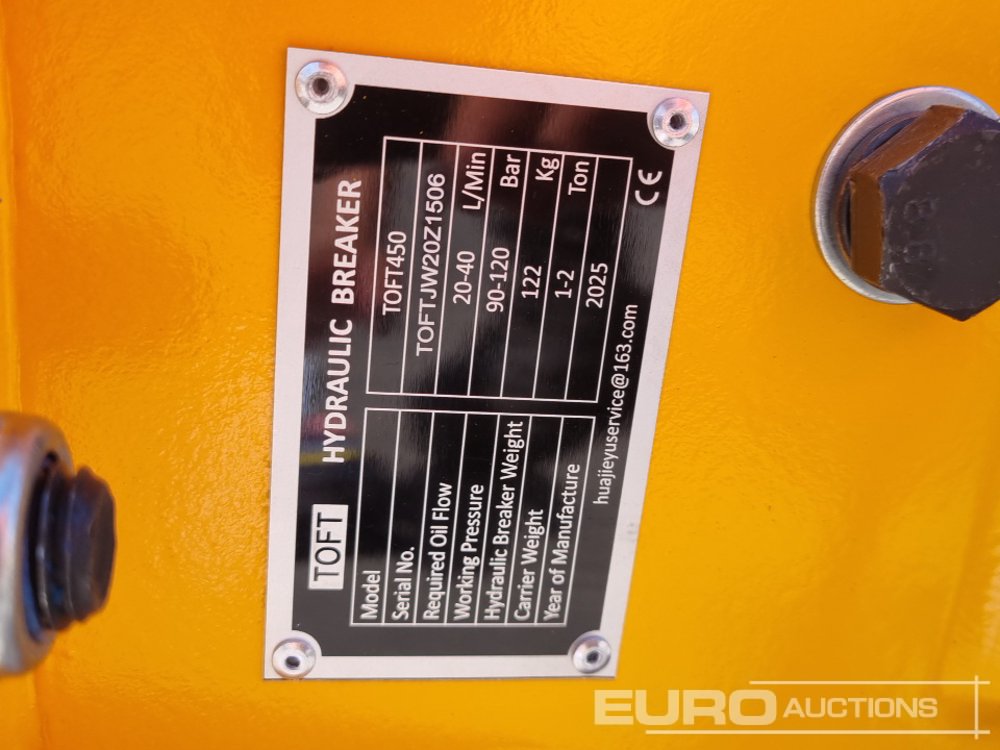 TOFT HYDRAULIC BREAKER
Model TOFT450
Serial No. TOFTJW20Z1506
Required Oil Flow 20-40 L/Min
Working Pressure 90-120 Bar
Hydraulic Breaker Weight 122 Kg
Carrier Weight 1-2 Ton
Year of Manufacture 2025
huajieyuservice@163.com CE
8.8
EURO AUCTIONS